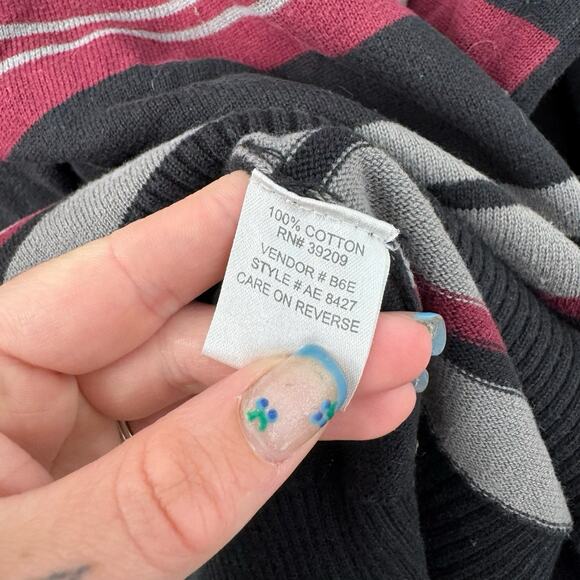 100% COTTON
RN# 39209
VENDOR # B6E
STYLE # AE 8427
CARE ON REVERSE